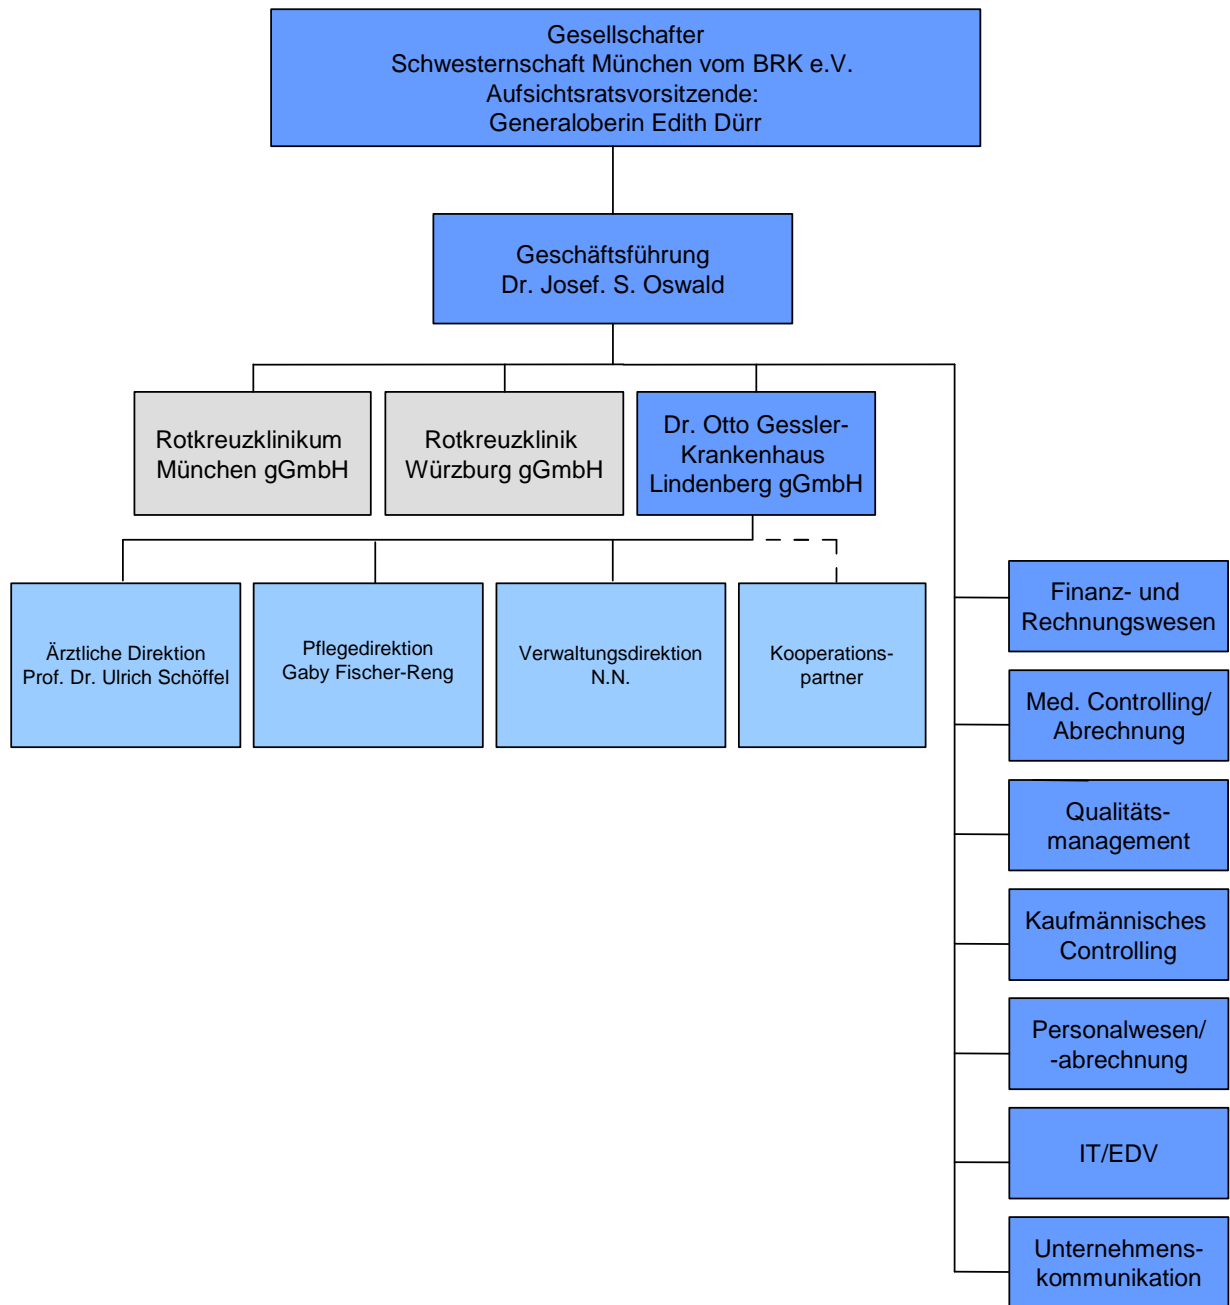 Gesellschafter
Schwesternschaft München vom BRK e.V.
Aufsichtsratsvorsitzende:
Generaloberin Edith Dürr
Geschäftsführung
Dr. Josef. S. Oswald
Rotkreuzklinikum
München gGmbH
Rotkreuzklinik
Würzburg gGmbH
Dr. Otto Gessler-
Krankenhaus
Lindenberg gGmbH
Ärztliche Direktion
Prof. Dr. Ulrich Schöffel
Pflegedirektion
Gaby Fischer-Reng
Verwaltungsdirektion
N.N.
Kooperations-
partner
Finanz- und
Rechnungswesen
Med. Controlling/
Abrechnung
Qualitäts-
management
Kaufmännisches
Controlling
Personalwesen/
-abrechnung
IT/EDV
Unternehmens-
kommunikation